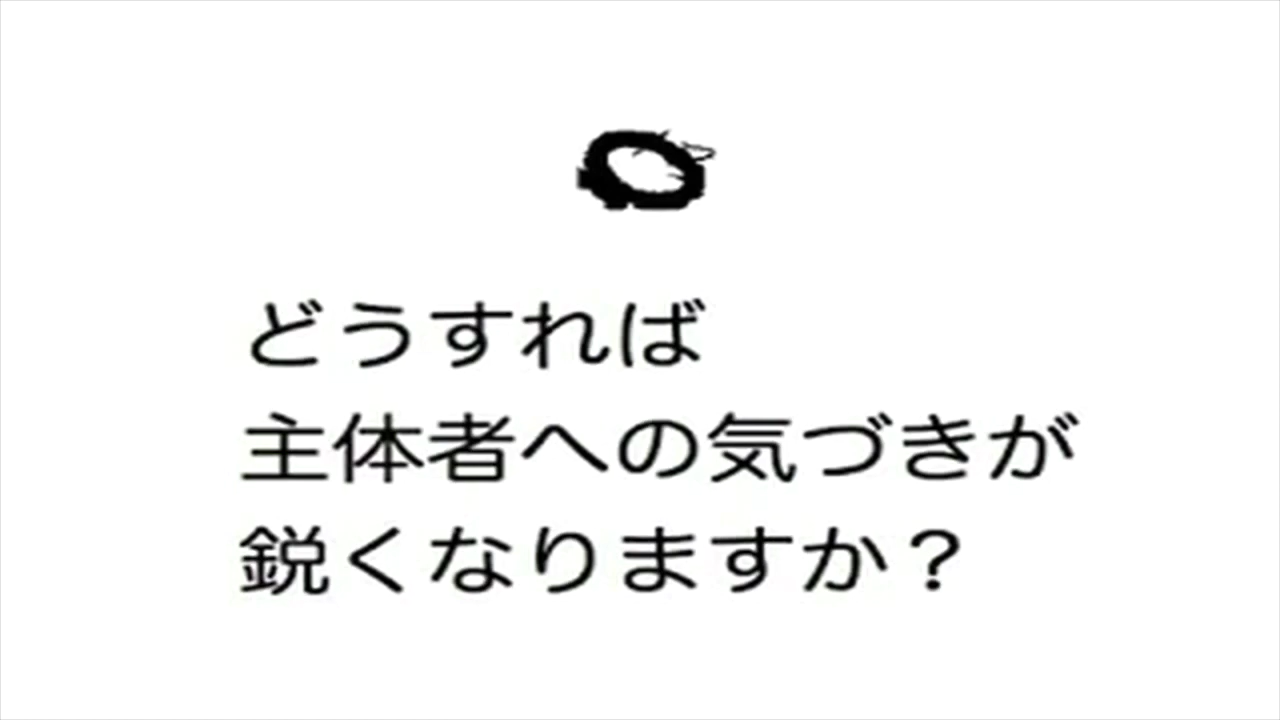 どうすれば
主体者への気づきが
鋭くなりますか？